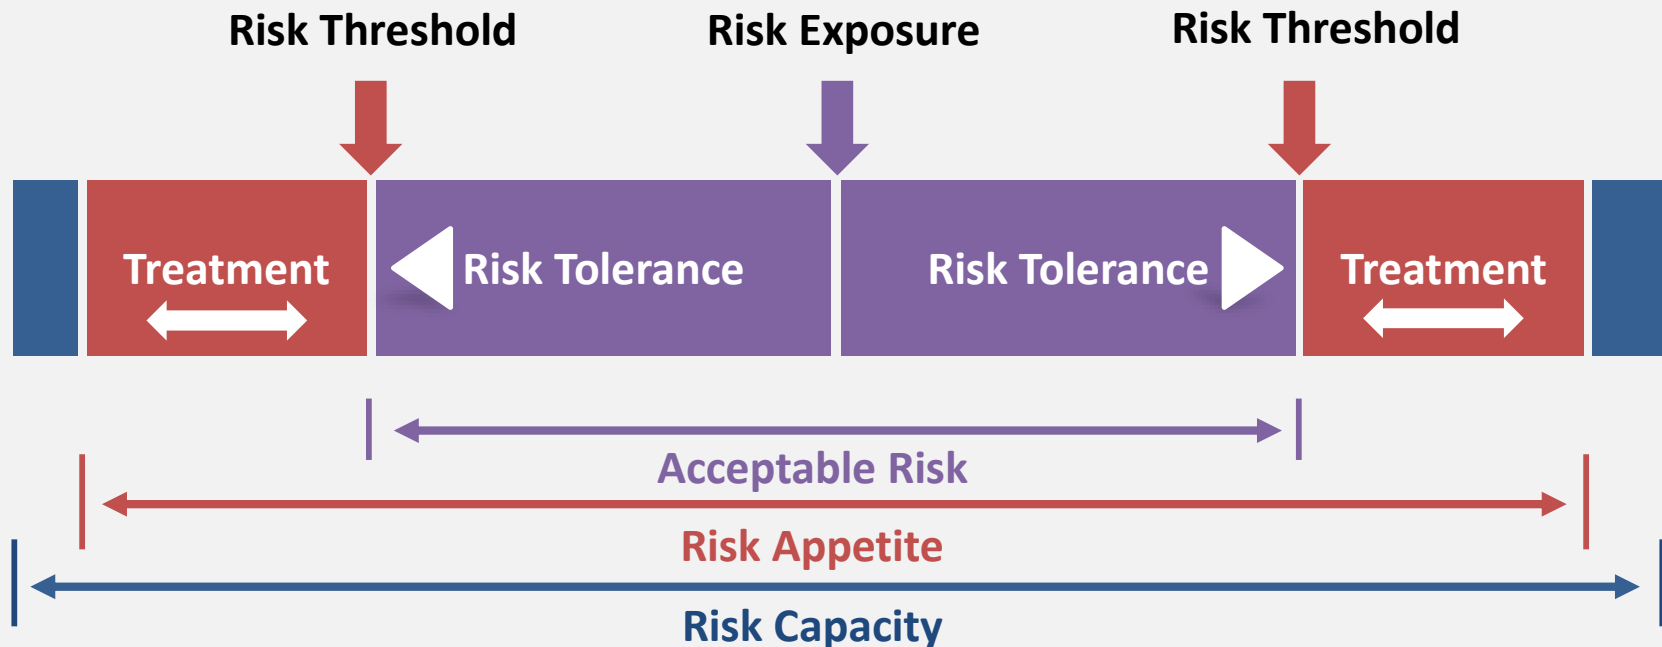 Risk Threshold
Risk Exposure
Risk Threshold
Treatment
Risk Tolerance
Risk Tolerance
Treatment
Acceptable Risk
Risk Appetite
Risk Capacity